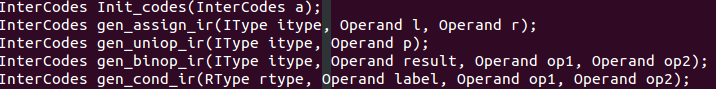 InterCodes Init_codes(InterCodes a);
InterCodes gen_assign_ir(IType itype, Operand l, Operand r);
InterCodes gen_uniop_ir(IType itype, Operand p);
InterCodes gen_binop_ir(IType itype, Operand result, Operand op1, Operand op2);
InterCodes gen_cond_ir(RType rtype, Operand label, Operand op1, Operand op2);